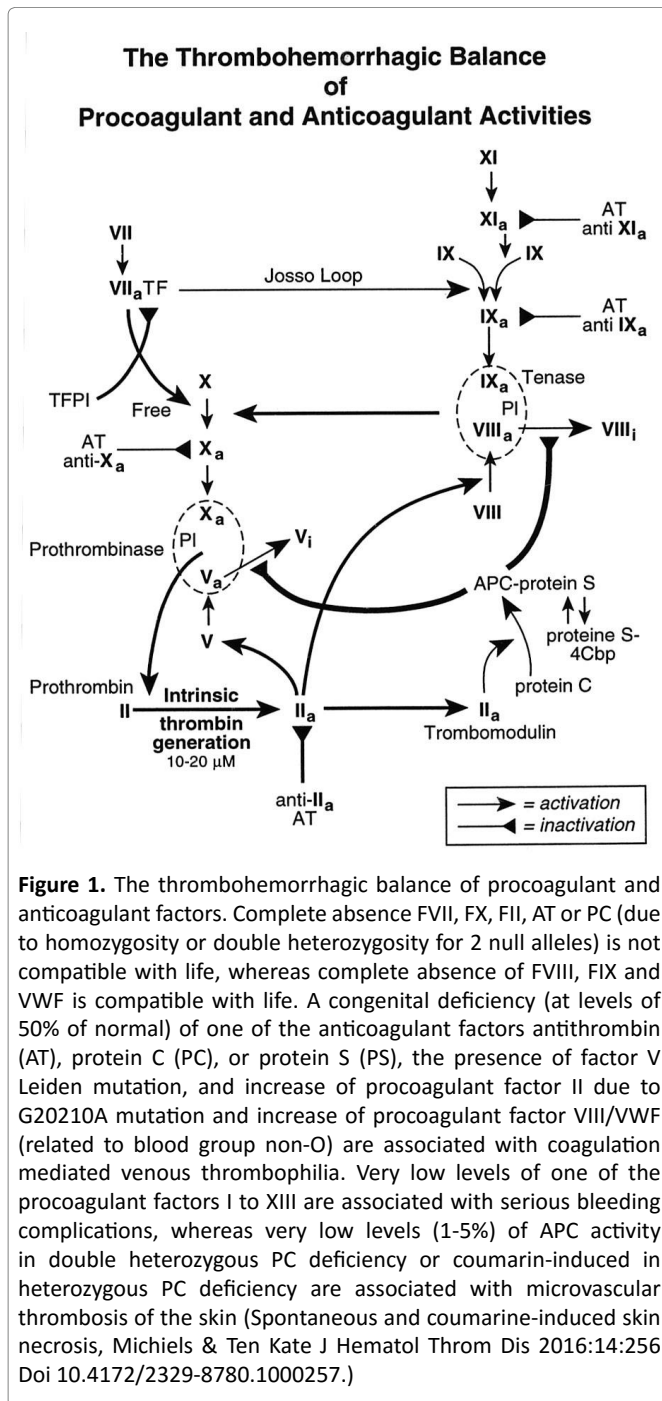 The Thrombohemorrhagic Balance
of
Procoagulant and Anticoagulant Activities
XI
XIa
AT
anti XIa
VII
IX
IX
VIIaTF
Josso Loop
IXa
AT
anti IXa
IXa
Tenase
PI
VIIIa
VIIIi
X
TFPI
Free
AT
anti-Xa
Xa
VIII
Xa
PI
Prothrombinase
Vi
Va
APC-protein S
V
proteine S-
4Cbp
protein C
Prothrombin
II
Intrinsic
thrombin
generation
10-20 µM
IIa
IIa
Trombomodulin
anti-IIa
AT
= activation
= inactivation
Figure 1. The thrombohemorrhagic balance of procoagulant and
anticoagulant factors. Complete absence FVII, FX, FII, AT or PC (due
to homozygosity or double heterozygosity for 2 null alleles) is not
compatible with life, whereas complete absence of FVIII, FIX and
VWF is compatible with life. A congenital deficiency (at levels of
50% of normal) of one of the anticoagulant factors antithrombin
(AT), protein C (PC), or protein S (PS), the presence of factor V
Leiden mutation, and increase of procoagulant factor II due to
G20210A mutation and increase of procoagulant factor VIII/VWF
(related to blood group non-O) are associated with coagulation
mediated venous thrombophilia. Very low levels of one of the
procoagulant factors I to XIII are associated with serious bleeding
complications, whereas very low levels (1-5%) of APC activity
in double heterozygous PC deficiency or coumarin-induced in
heterozygous PC deficiency are associated with microvascular
thrombosis of the skin (Spontaneous and coumarine-induced skin
necrosis, Michiels & Ten Kate J Hematol Throm Dis 2016:14:256
Doi 10.4172/2329-8780.1000257.)